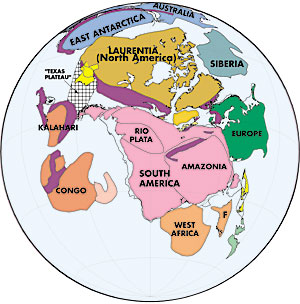 AUSTRALIA
EAST ANTARCTICA
LAURENTIA
(North America)
SIBERIA
"TEXAS
PLATEAU"
KALAHARI
RIO
PLATA
EUROPE
AMAZONIA
SOUTH
AMERICA
CONGO
WEST
AFRICA
F